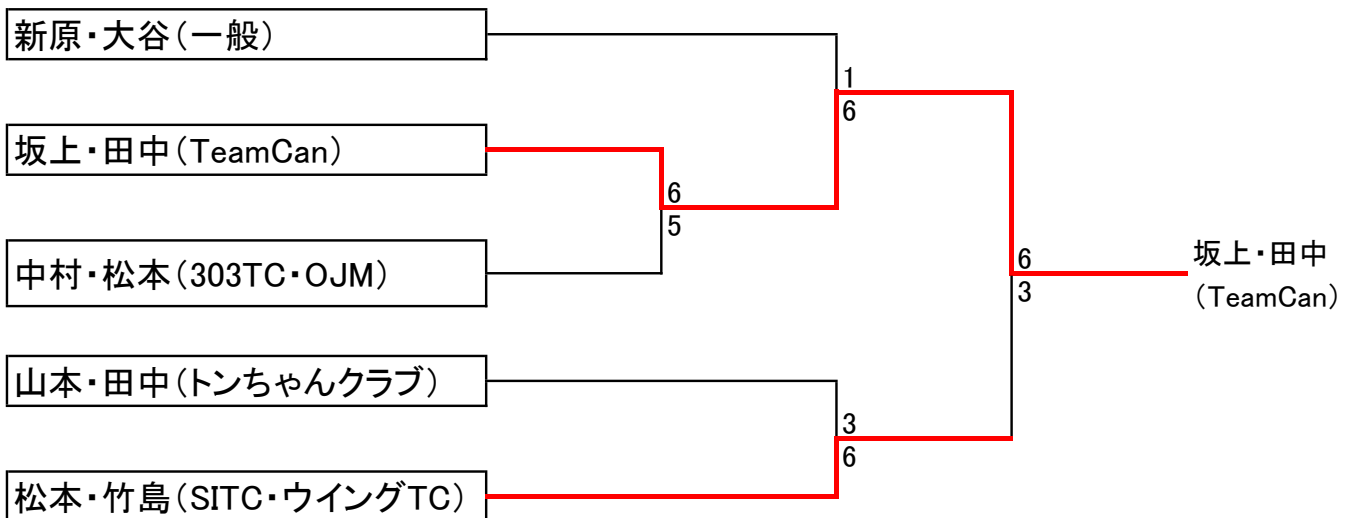 新原・大谷(一般)
1
6
坂上・田中(TeamCan)
6
5
中村・松本(303TC・OJM)
6
3
坂上・田中
(TeamCan)
山本・田中(トンちゃんクラブ)
3
6
松本・竹島(SITC・ウイングTC)